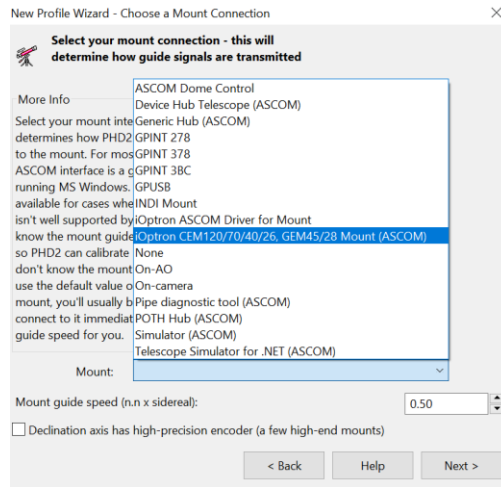 New Profile Wizard - Choose a Mount Connection
Select your mount connection - this will
determine how guide signals are transmitted
More Info
Select your mount inte
determines how PHD2
to the mount. For mos
ASCOM interface is a g
running MS Windows.
available for cases whe
isn't well supported by
know the mount guide
so PHD2 can calibrate
don't know the mount
use the default value o
mount, you'll usually b
connect to it immediat
guide speed for you.
ASCOM Dome Control
Device Hub Telescope (ASCOM)
Generic Hub (ASCOM)
GPINT 278
GPINT 378
GPINT 3BC
GPUSB
INDI Mount
iOptron ASCOM Driver for Mount
iOptron CEM120/70/40/26, GEM45/28 Mount (ASCOM)
None
On-AO
On-camera
Pipe diagnostic tool (ASCOM)
POTH Hub (ASCOM)
Simulator (ASCOM)
Telescope Simulator for .NET (ASCOM)
Mount:
Mount guide speed (n.n x sidereal):
0.50
Declination axis has high-precision encoder (a few high-end mounts)
< Back
Help
Next >